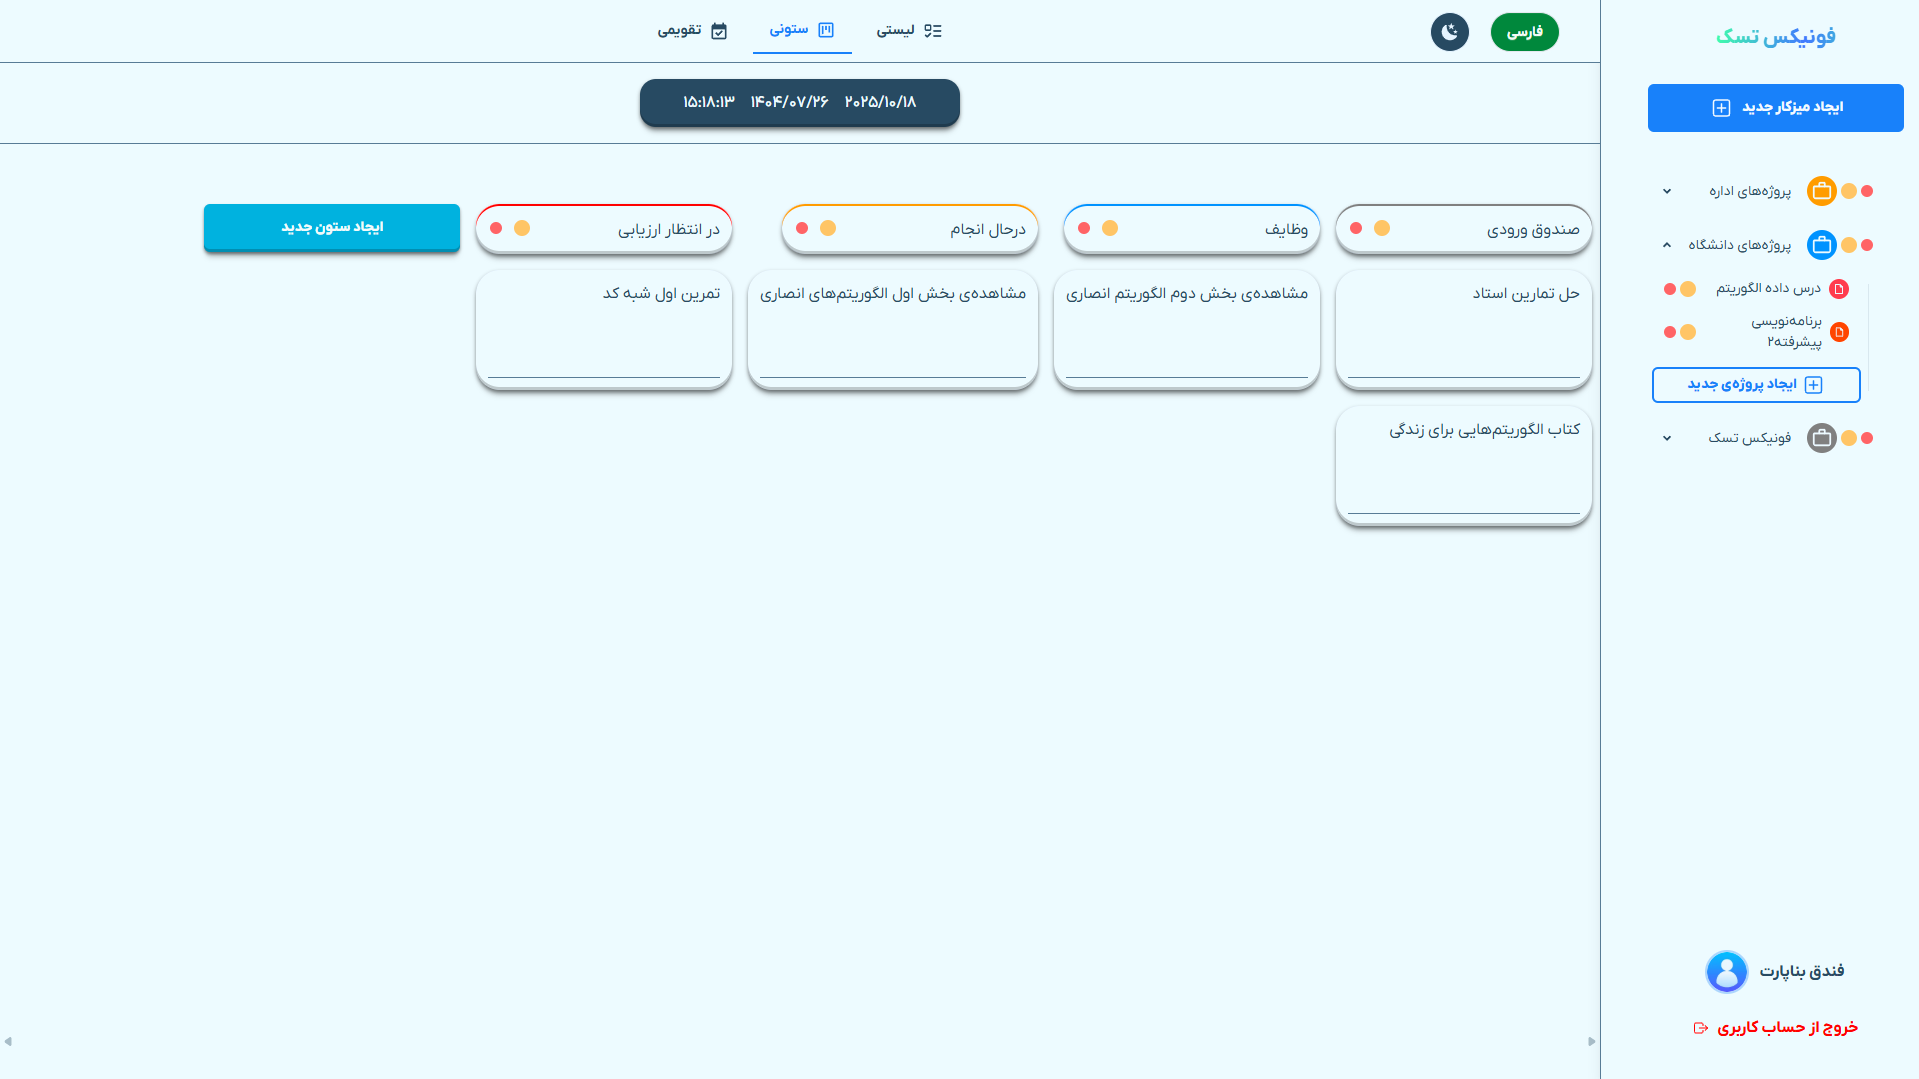 فونیکس تسک
ایجاد میزکار جدید
پروژه‌های اداره
پروژه‌های دانشگاه
درس داده الگوریتم
برنامه‌نویسی
پیشرفته۲
ایجاد پروژه‌ی جدید
فونیکس تسک
فندق بناپارت
خروج از حساب کاربری
فارسی
لیستی
ستونی
تقویمی
۲۰۲۵/۱۰/۱۸ ۱۴۰۴/۰۷/۲۶ ۱۵:۱۸:۱۳
صندوق ورودی
حل تمارین استاد
کتاب الگوریتم‌هایی برای زندگی
وظایف
مشاهده‌ی بخش دوم الگوریتم انصاری
درحال انجام
مشاهده‌ی بخش اول الگوریتم‌های انصاری
در انتظار ارزیابی
تمرین اول شبه کد
ایجاد ستون جدید